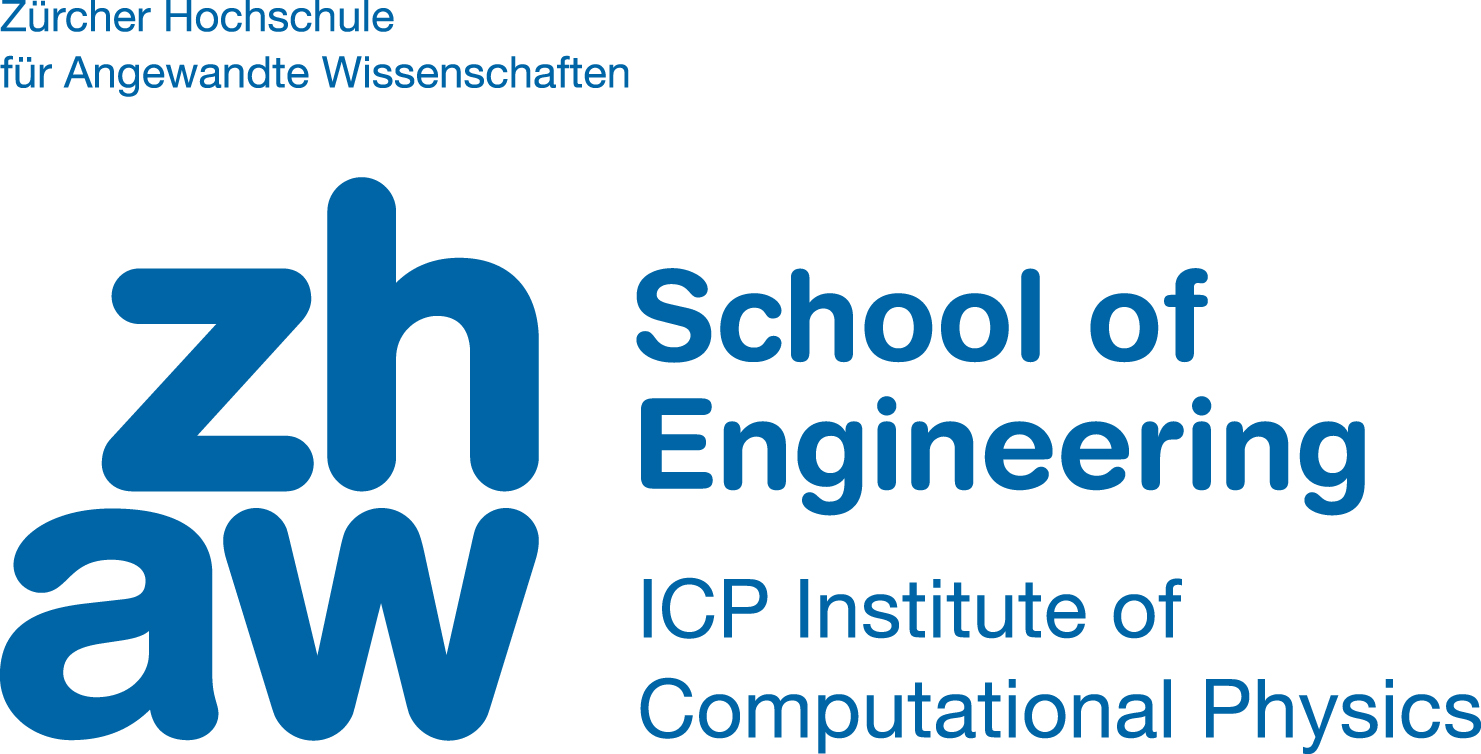 Zürcher Hochschule
für Angewandte Wissenschaften
zh
aw
School of
Engineering
ICP Institute of
Computational Physics